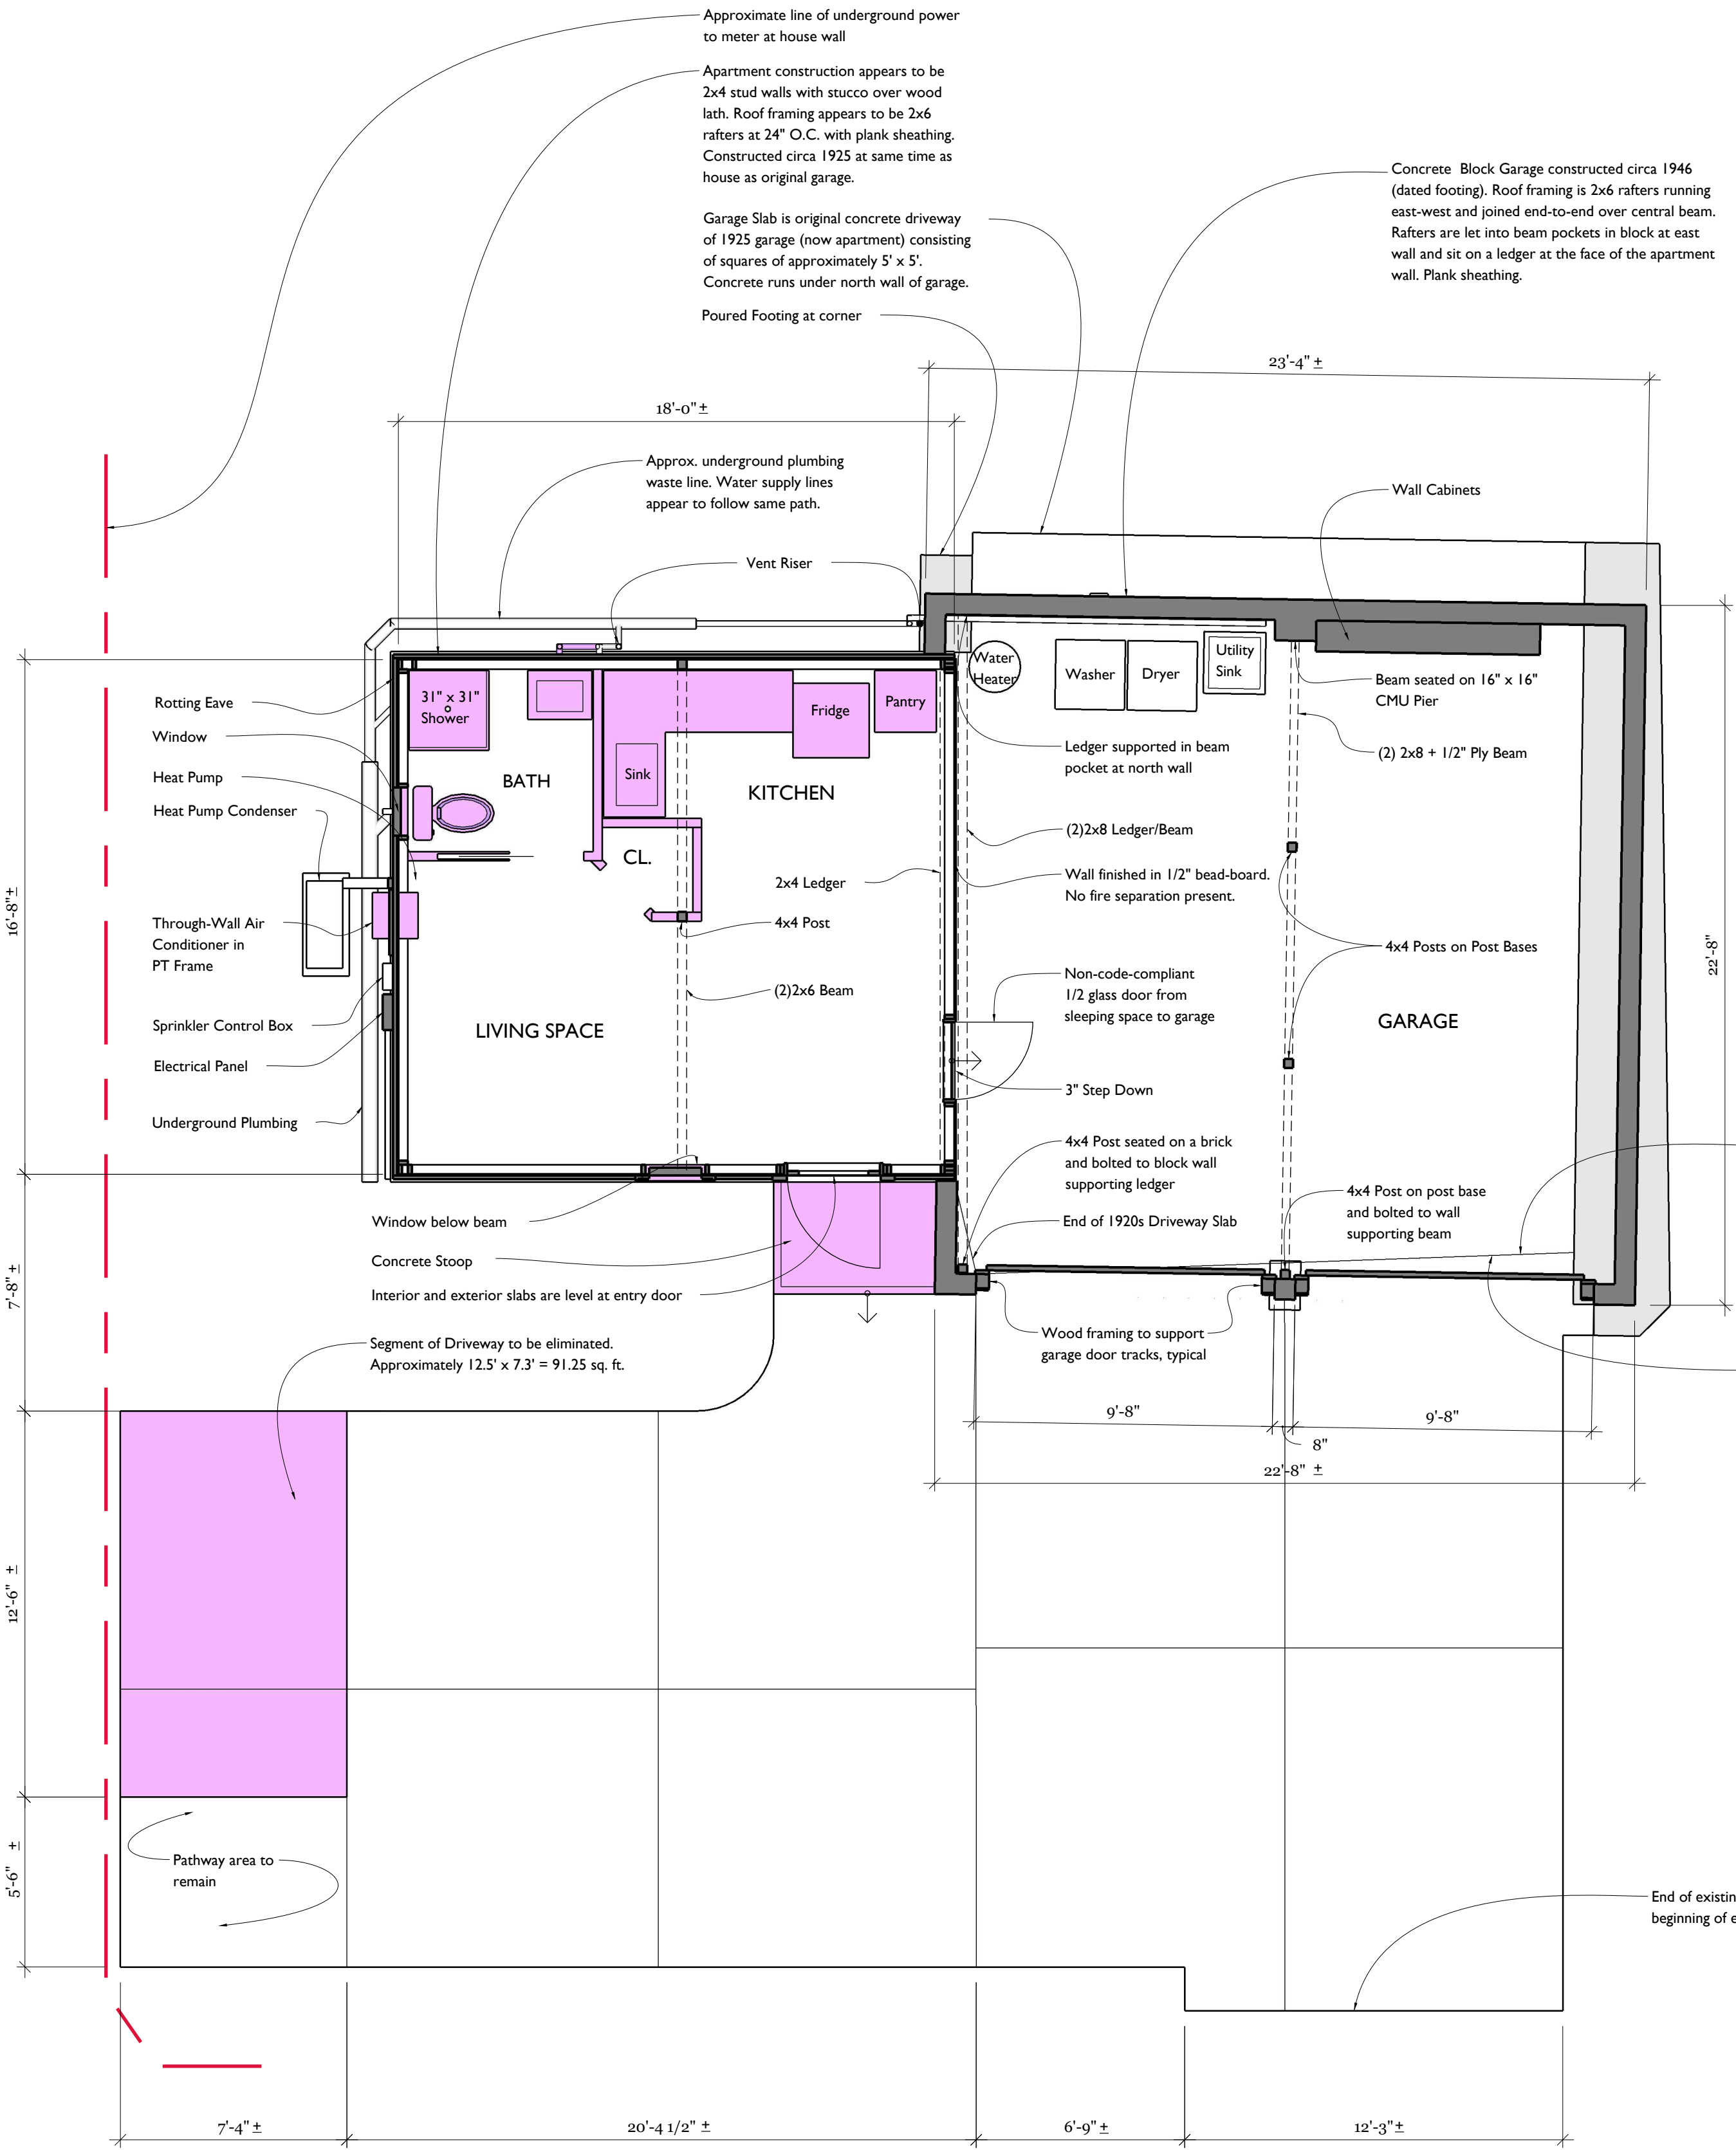 Approximate line of underground power
to meter at house wall
Apartment construction appears to be
2x4 stud walls with stucco over wood
lath. Roof framing appears to be 2x6
rafters at 24" O.C. with plank sheathing.
Constructed circa 1925 at same time as
house as original garage.
Concrete Block Garage constructed circa 1946
(dated footing). Roof framing is 2x6 rafters running
east-west and joined end-to-end over central beam.
Rafters are let into beam pockets in block at east
wall and sit on a ledger at the face of the apartment
wall. Plank sheathing.
Garage Slab is original concrete driveway
of 1925 garage (now apartment) consisting
of squares of approximately 5' x 5'.
Concrete runs under north wall of garage.
Poured Footing at corner
23'-4" ±
18'-0" ±
Approx. underground plumbing
waste line. Water supply lines
appear to follow same path.
Wall Cabinets
Vent Riser
Rotting Eave
Window
Heat Pump
Heat Pump Condenser
Through-Wall Air
Conditioner in
PT Frame
Sprinkler Control Box
Electrical Panel
Underground Plumbing
31" x 31"
Shower
BATH
Sink
Fridge
Pantry
KITCHEN
CL.
2x4 Ledger
4x4 Post
(2)2x6 Beam
LIVING SPACE
Water
Heater
Washer
Dryer
Utility
Sink
Beam seated on 16" x 16"
CMU Pier
Ledger supported in beam
pocket at north wall
(2) 2x8 + 1/2" Ply Beam
(2)2x8 Ledger/Beam
Wall finished in 1/2" bead-board.
No fire separation present.
4x4 Posts on Post Bases
Non-code-compliant
1/2 glass door from
sleeping space to garage
GARAGE
3" Step Down
4x4 Post seated on a brick
and bolted to block wall
supporting ledger
4x4 Post on post base
and bolted to wall
supporting beam
End of 1920s Driveway Slab
Window below beam
Concrete Stoop
Interior and exterior slabs are level at entry door
Segment of Driveway to be eliminated.
Approximately 12.5' x 7.3' = 91.25 sq. ft.
Wood framing to support
garage door tracks, typical
16'-8"±
22'-8"
7'-8" ±
9'-8"
9'-8"
8"
22'-8" ±
12'-6" ±
5'-6" ±
Pathway area to
remain
End of existin
beginning of e
7'-4" ±
20'-4 1/2" ±
6'-9" ±
12'-3"±